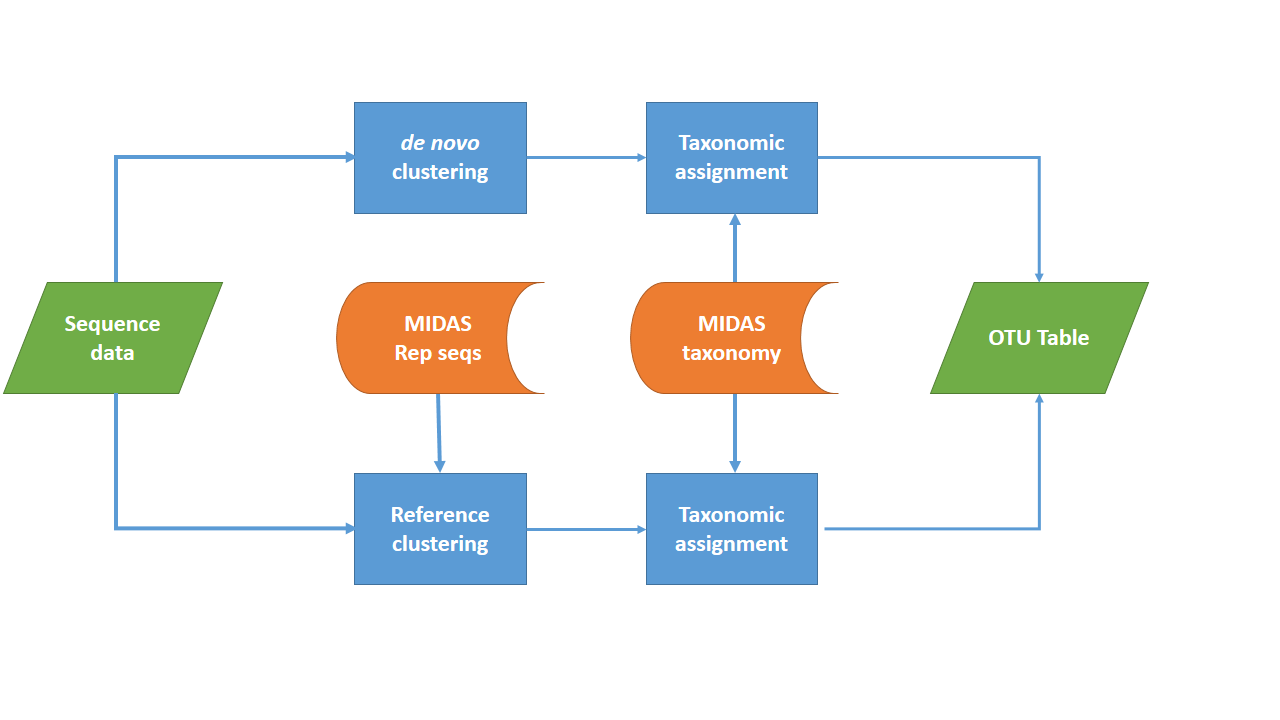 de novo
clustering
Taxonomic
assignment
Sequence
data
MIDAS
Rep seqs
MIDAS
taxonomy
OTU Table
Reference
clustering
Taxonomic
assignment